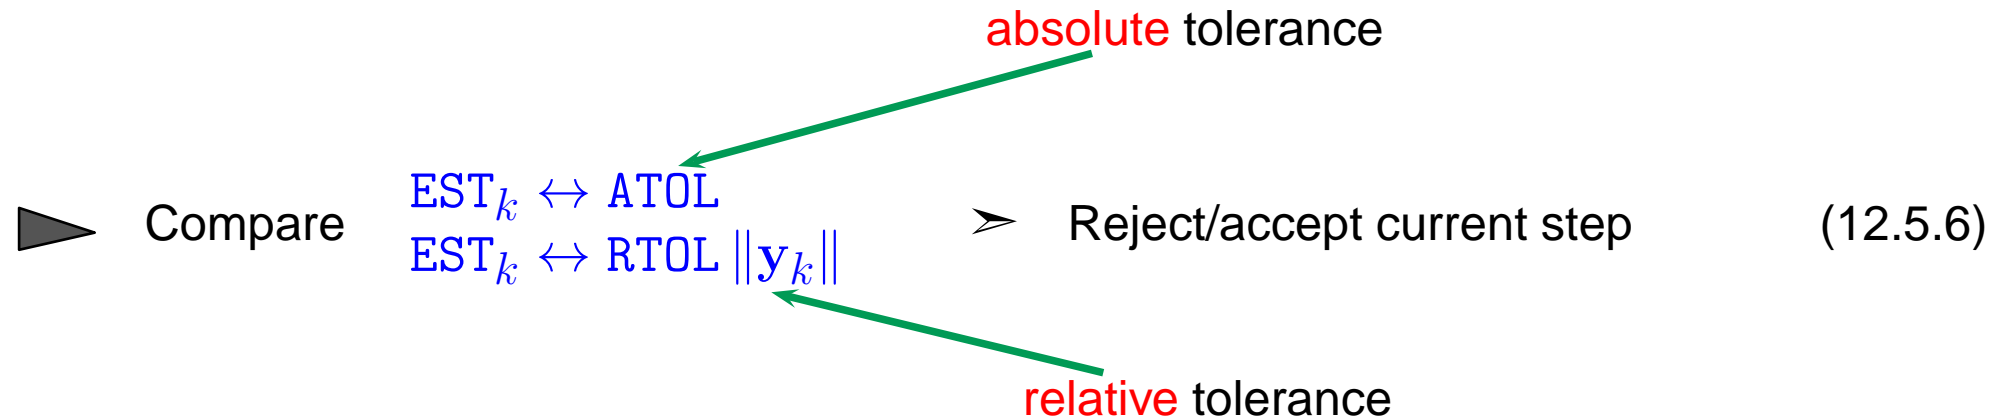 absolute tolerance
Compare
EST_k ↔ ATOL
EST_k ↔ RTOL ‖y_k‖
➣ Reject/accept current step (12.5.6)
relative tolerance